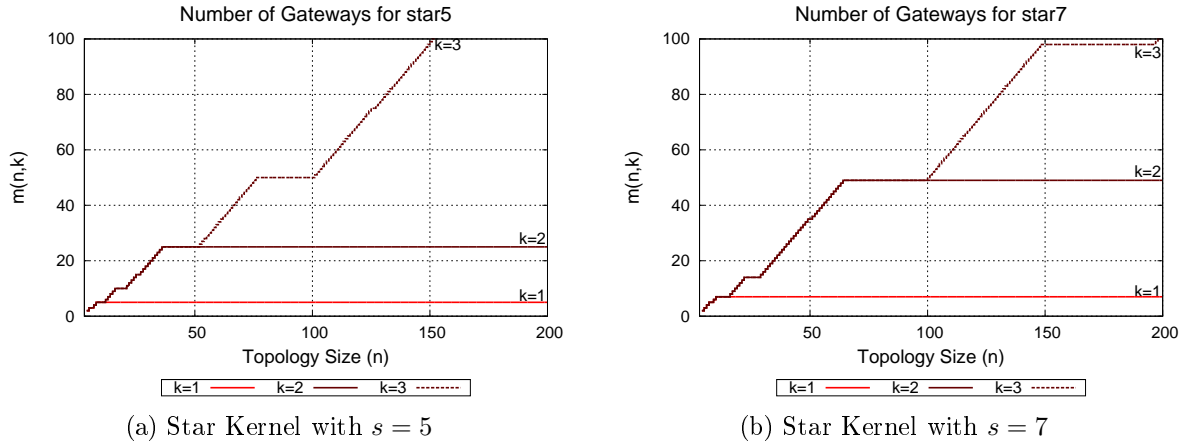 Number of Gateways for star5
100
80
60
40
20
0
m(n,k)
50
100
150
200
Topology Size (n)
k=3
k=2
k=1
k=1
k=2
k=3
(a) Star Kernel with s = 5
Number of Gateways for star7
100
80
60
40
20
0
m(n,k)
50
100
150
200
Topology Size (n)
k=3
k=2
k=1
k=1
k=2
k=3
(b) Star Kernel with s = 7